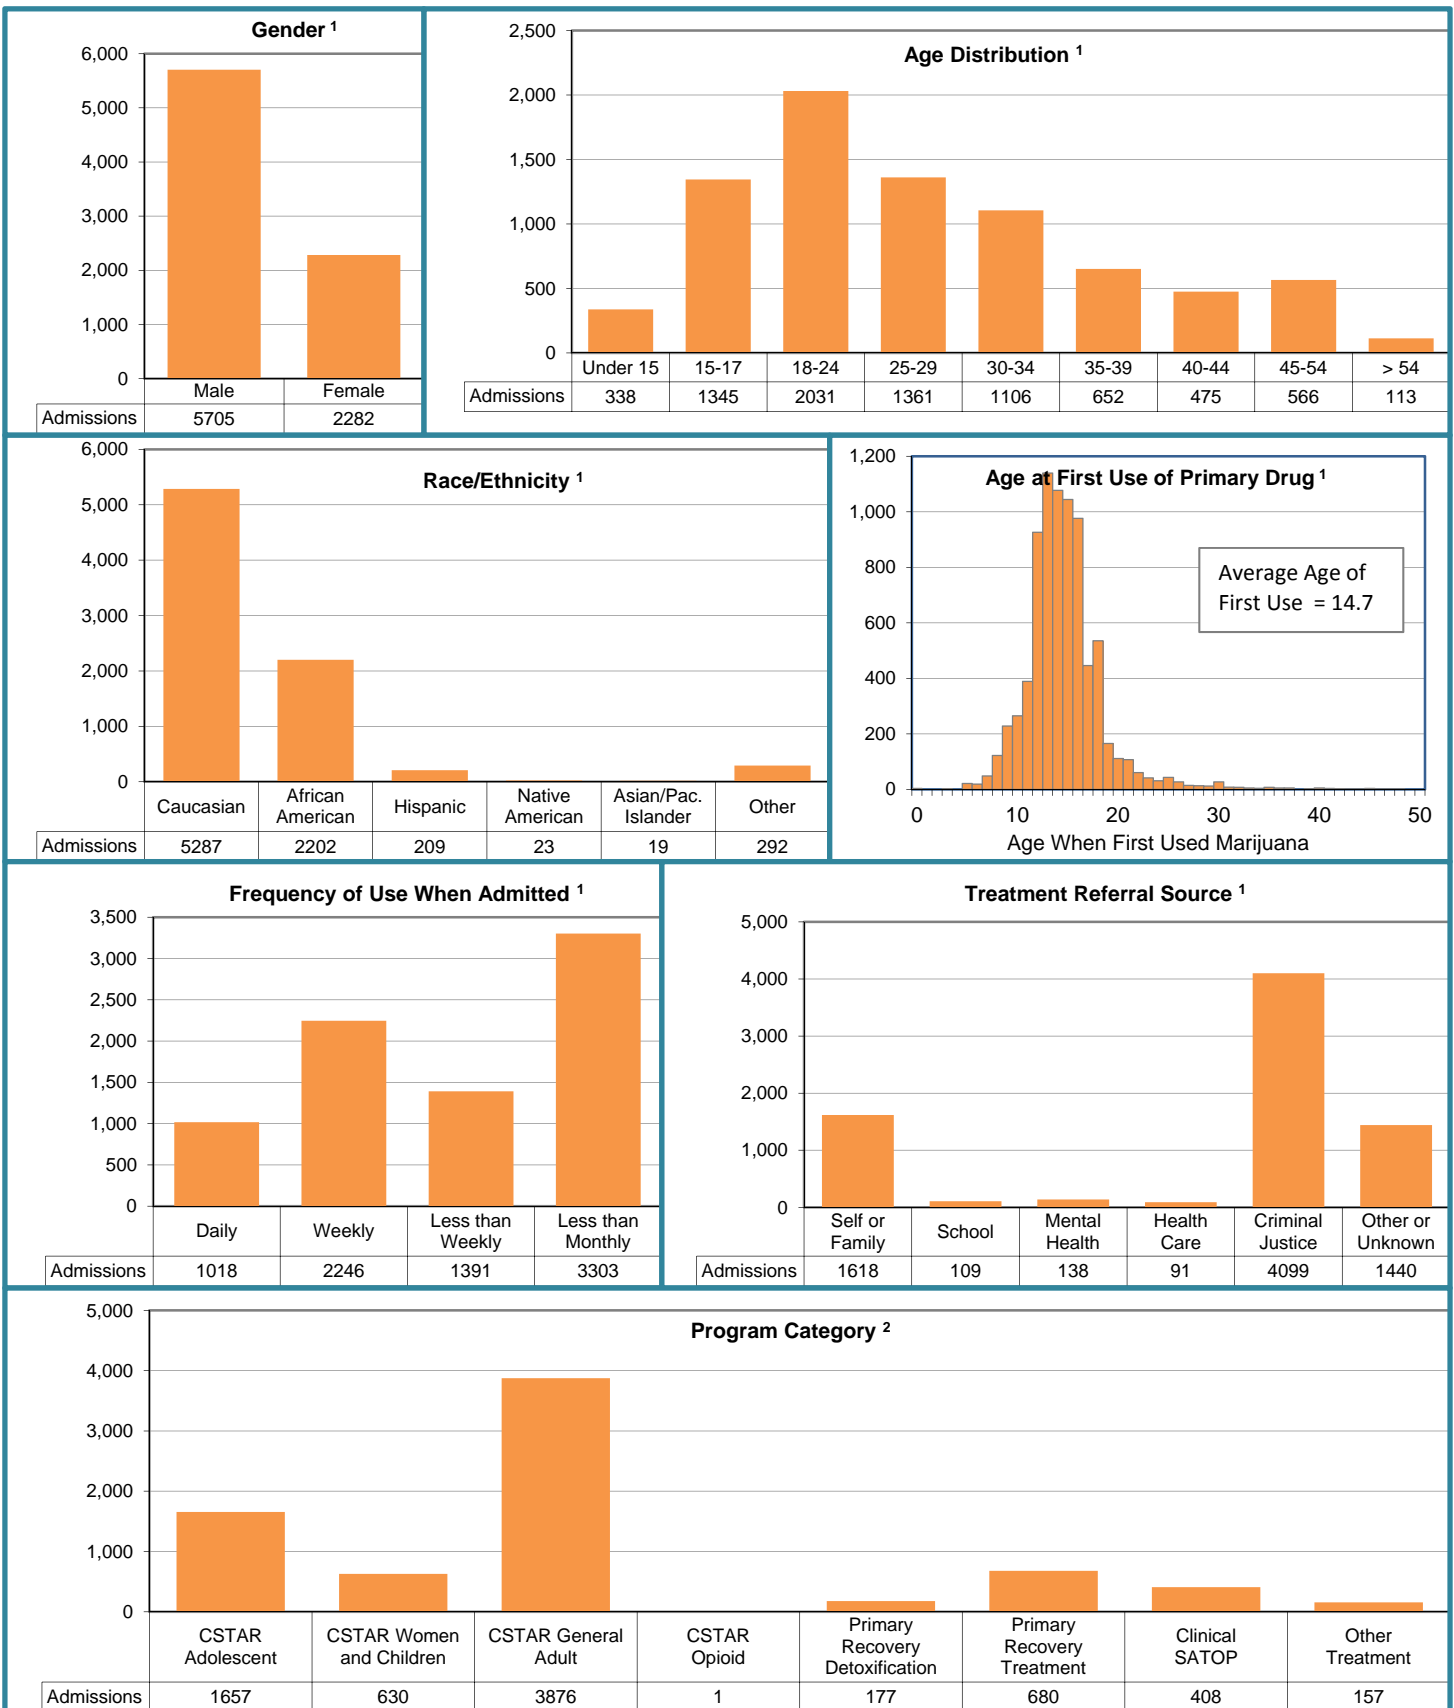 Gender 1
6,000
5,000
4,000
3,000
2,000
1,000
0
Male Female
Admissions 5705 2282
Age Distribution 1
2,500
2,000
1,500
1,000
500
0
Under 15 15-17 18-24 25-29 30-34 35-39 40-44 45-54 > 54
Admissions 338 1345 2031 1361 1106 652 475 566 113
Race/Ethnicity 1
6,000
5,000
4,000
3,000
2,000
1,000
0
Caucasian African American Hispanic Native American Asian/Pac. Islander Other
Admissions 5287 2202 209 23 19 292
Age at First Use of Primary Drug 1
1,200
1,000
800
600
400
200
0
Average Age of
First Use = 14.7
0 10 20 30 40 50
Age When First Used Marijuana
Frequency of Use When Admitted 1
3,500
3,000
2,500
2,000
1,500
1,000
500
0
Daily Weekly Less than Weekly Less than Monthly
Admissions 1018 2246 1391 3303
Treatment Referral Source 1
5,000
4,000
3,000
2,000
1,000
0
Self or Family School Mental Health Health Care Criminal Justice Other or Unknown
Admissions 1618 109 138 91 4099 1440
Program Category 2
5,000
4,000
3,000
2,000
1,000
0
CSTAR Adolescent CSTAR Women and Children CSTAR General Adult CSTAR Opioid Primary Recovery Detoxification Primary Recovery Treatment Clinical SATOP Other Treatment
Admissions 1657 630 3876 1 177 680 408 157